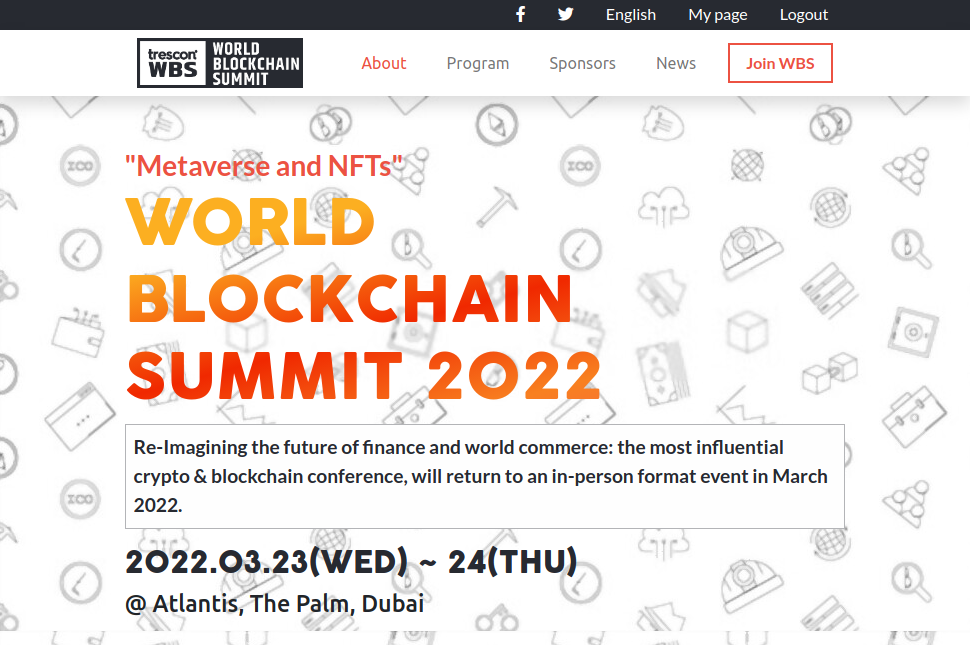 English My page Logout
trescon WBS WORLD BLOCKCHAIN SUMMIT
About Program Sponsors News Join WBS
"Metaverse and NFTs"
WORLD
BLOCKCHAIN
SUMMIT 2022
Re-Imagining the future of finance and world commerce: the most influential
crypto & blockchain conference, will return to an in-person format event in March
2022.
2022.03.23(WED) ~ 24(THU)
@ Atlantis, The Palm, Dubai
ICO
ICO
ICO